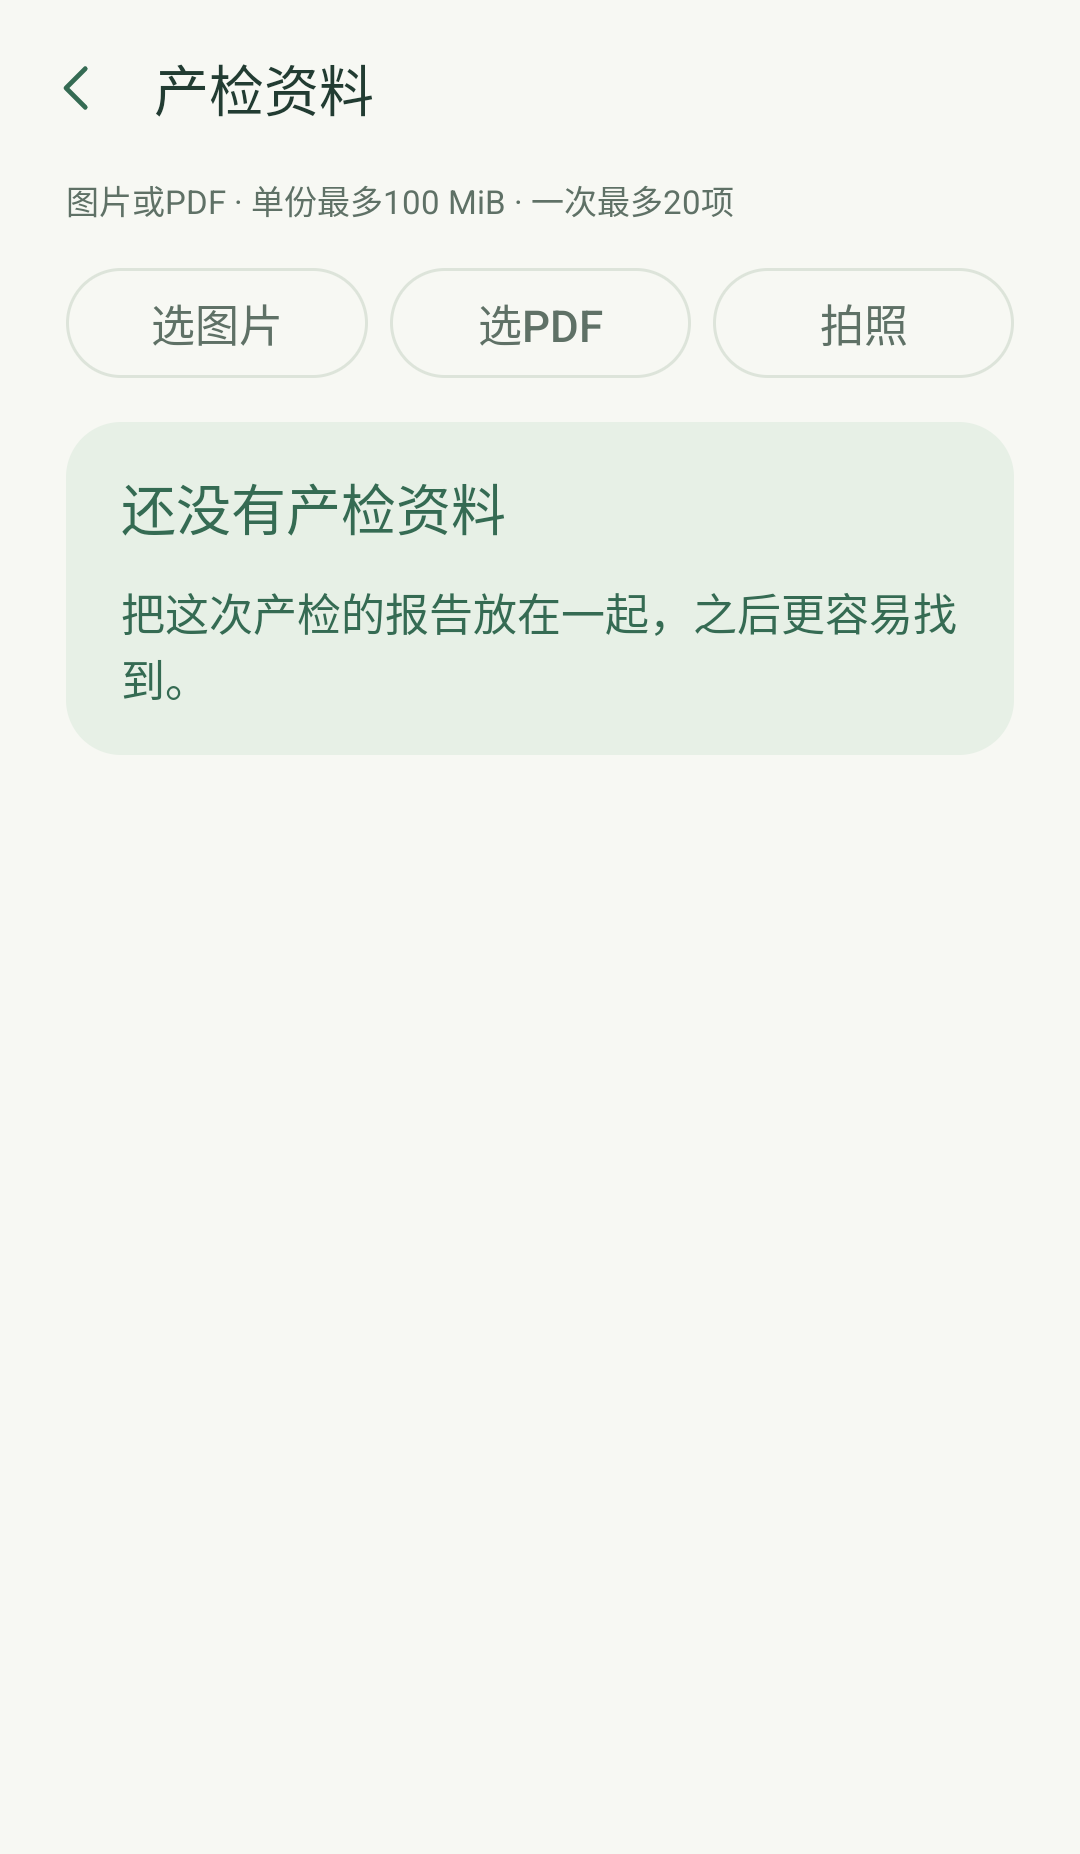 产检资料
图片或PDF · 单份最多100 MiB · 一次最多20项
选图片
选PDF
拍照
还没有产检资料
把这次产检的报告放在一起，之后更容易找
到。